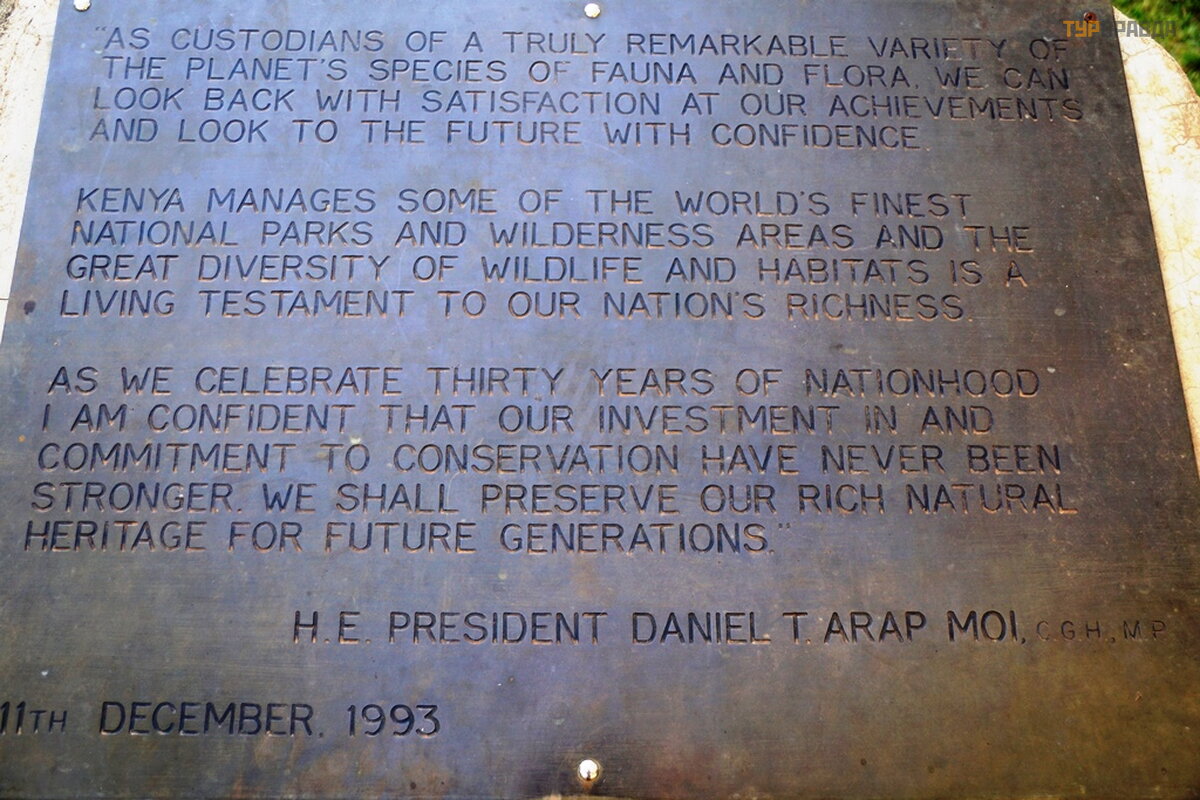 "AS CUSTODIANS OF A TRULY REMARKABLE VARIETY OF
THE PLANET'S SPECIES OF FAUNA AND FLORA, WE CAN
LOOK BACK WITH SATISFACTION AT OUR ACHIEVEMENTS
AND LOOK TO THE FUTURE WITH CONFIDENCE.
KENYA MANAGES SOME OF THE WORLD'S FINEST
NATIONAL PARKS AND WILDERNESS AREAS AND THE
GREAT DIVERSITY OF WILDLIFE AND HABITATS IS A
LIVING TESTAMENT TO OUR NATION'S RICHNESS.
AS WE CELEBRATE THIRTY YEARS OF NATIONHOOD
I AM CONFIDENT THAT OUR INVESTMENT IN AND
COMMITMENT TO CONSERVATION HAVE NEVER BEEN
STRONGER. WE SHALL PRESERVE OUR RICH NATURAL
HERITAGE FOR FUTURE GENERATIONS."
H.E. PRESIDENT DANIEL T. ARAP MOI, C.G.H., M.P.
11TH DECEMBER, 1993
ТУРПРАВДА